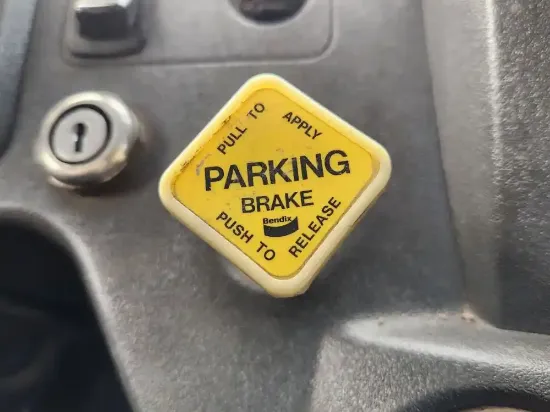 PULL TO APPLY
PARKING
BRAKE
Bendix
PUSH TO RELEASE